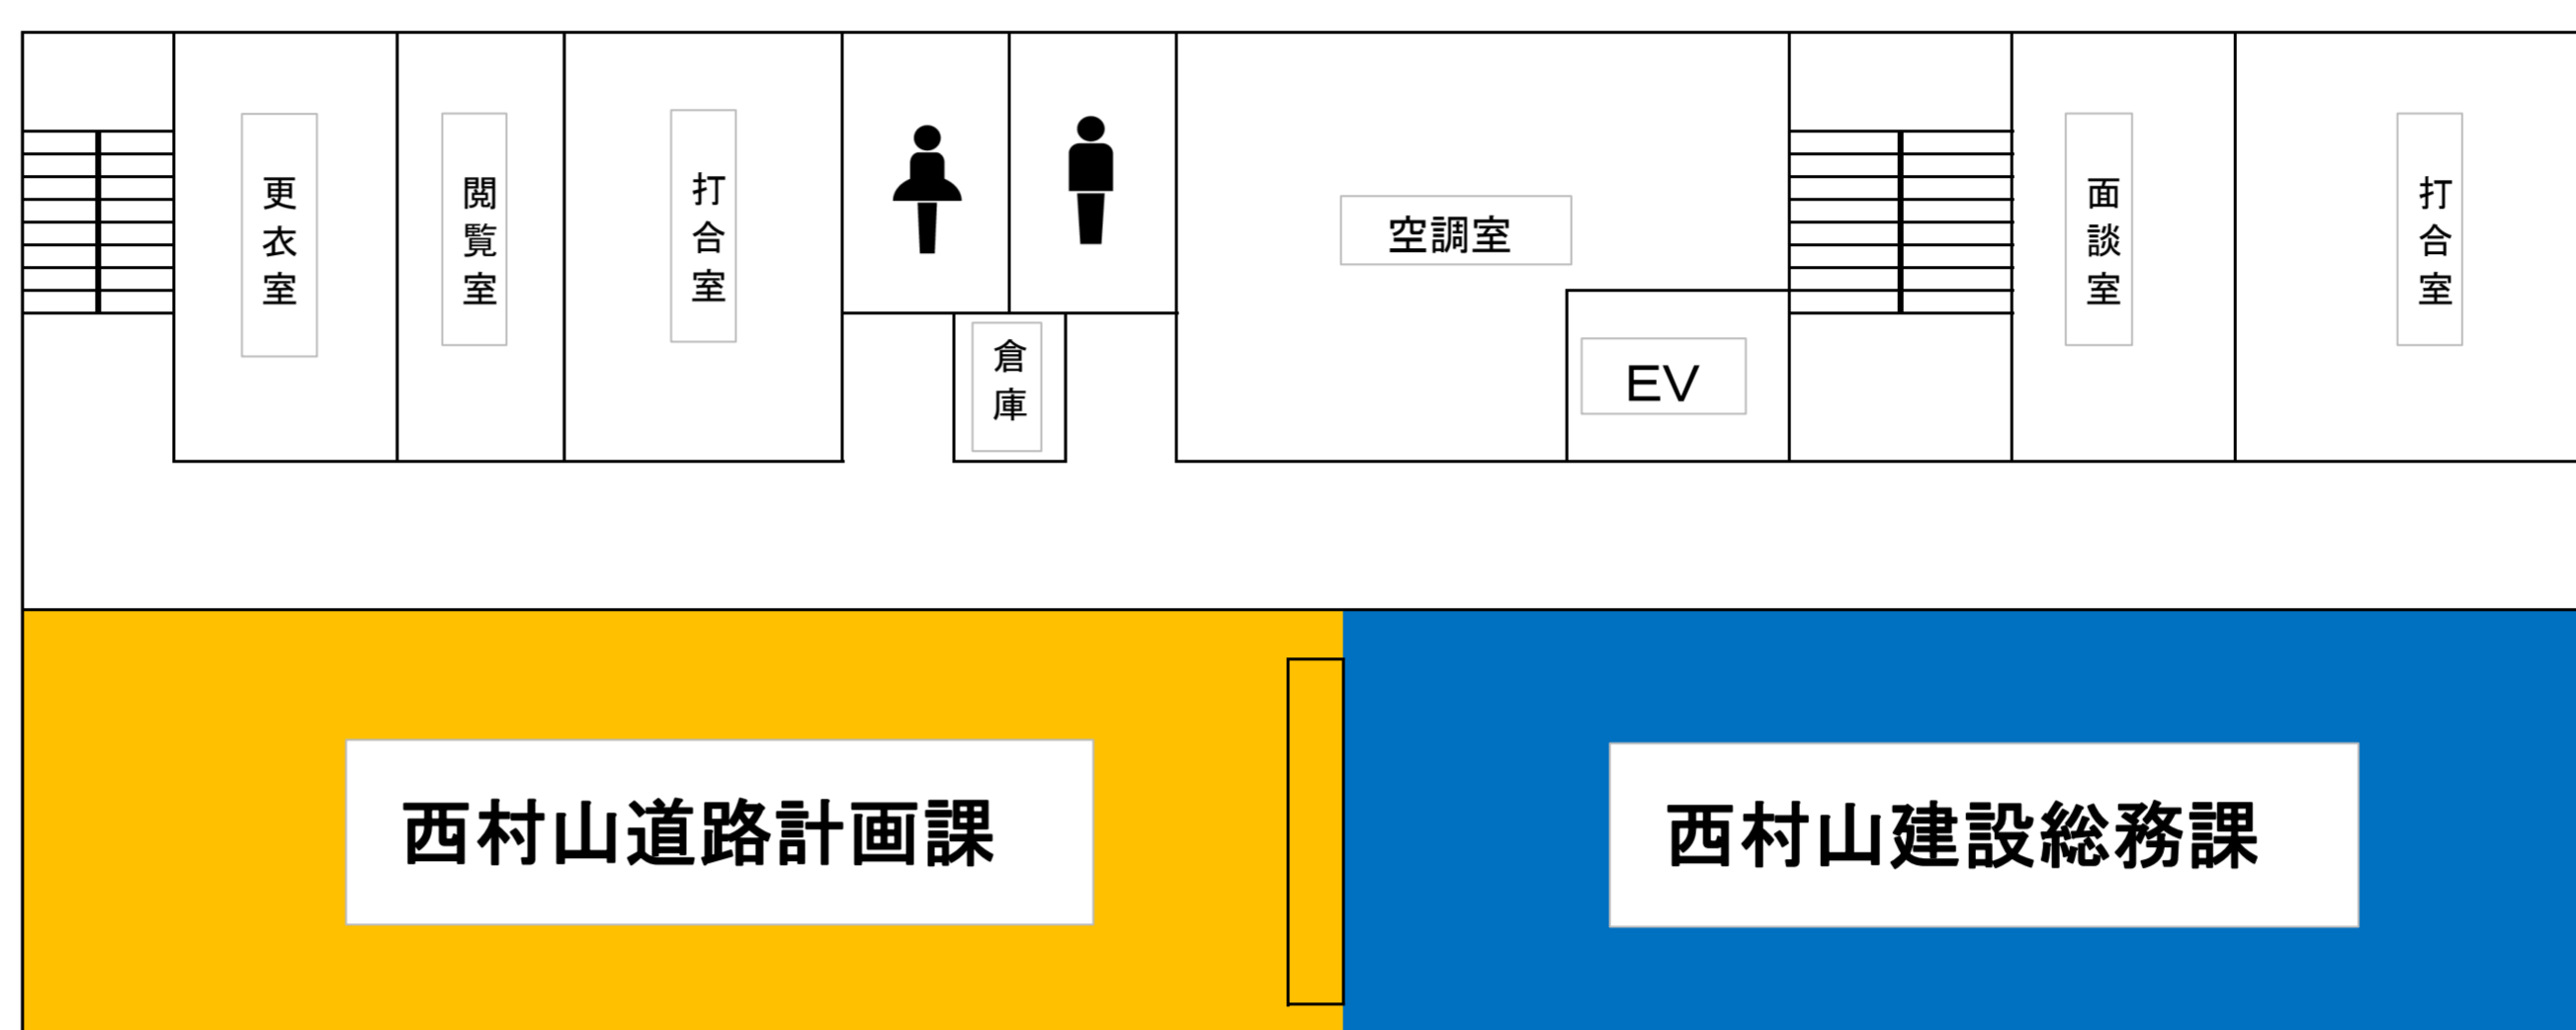 更衣室
閲覧室
打合室
倉庫
空調室
EV
面談室
打合室
西村山道路計画課
西村山建設総務課